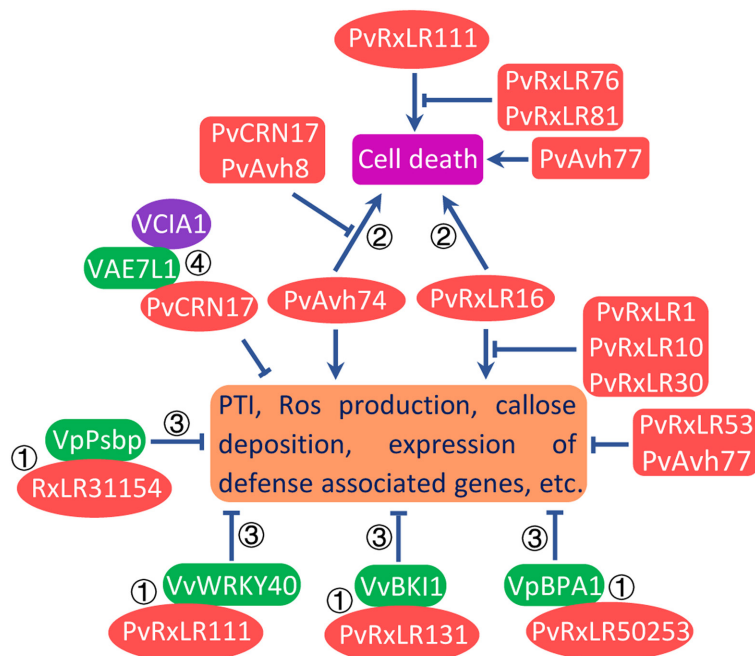 PvRxLR111
PvRxLR76
PvRxLR81
PvCRN17
PvAvh8
Cell death
PvAvh77
VCIA1
②
②
VAE7L1
④
PvCRN17
PvAvh74
PvRxLR16
PvRxLR1
PvRxLR10
PvRxLR30
PTI, Ros production, callose
deposition, expression of
defense associated genes, etc.
VpPsbp
③
①
RxLR31154
PvRxLR53
PvAvh77
③
③
③
①
VvWRKY40
PvRxLR111
①
VvBKI1
PvRxLR131
VpBPA1
①
PvRxLR50253